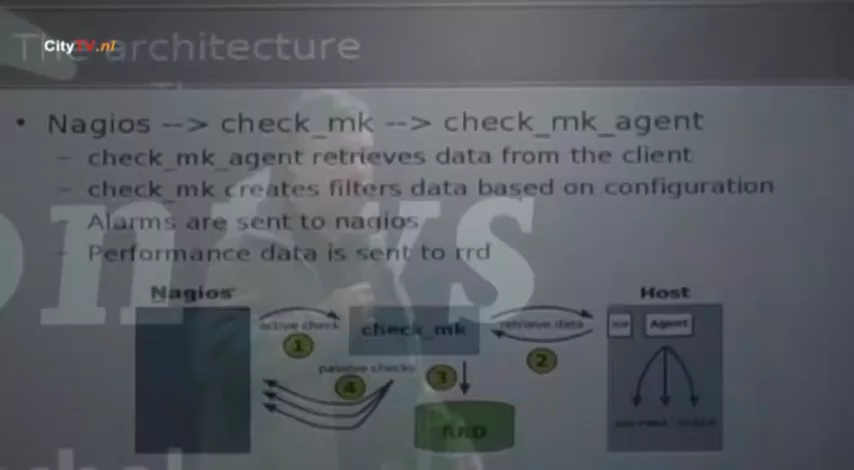 CityTV.nl
The architecture
• Nagios --> check_mk --> check_mk_agent
– check_mk_agent retrieves data from the client
– check_mk creates filters data based on configuration
– Alarms are sent to nagios
– Performance data is sent to rrd
Nagios
Host
active check
check_mk
retrieve data
Agent
1
2
passive checks
3
4
RRD